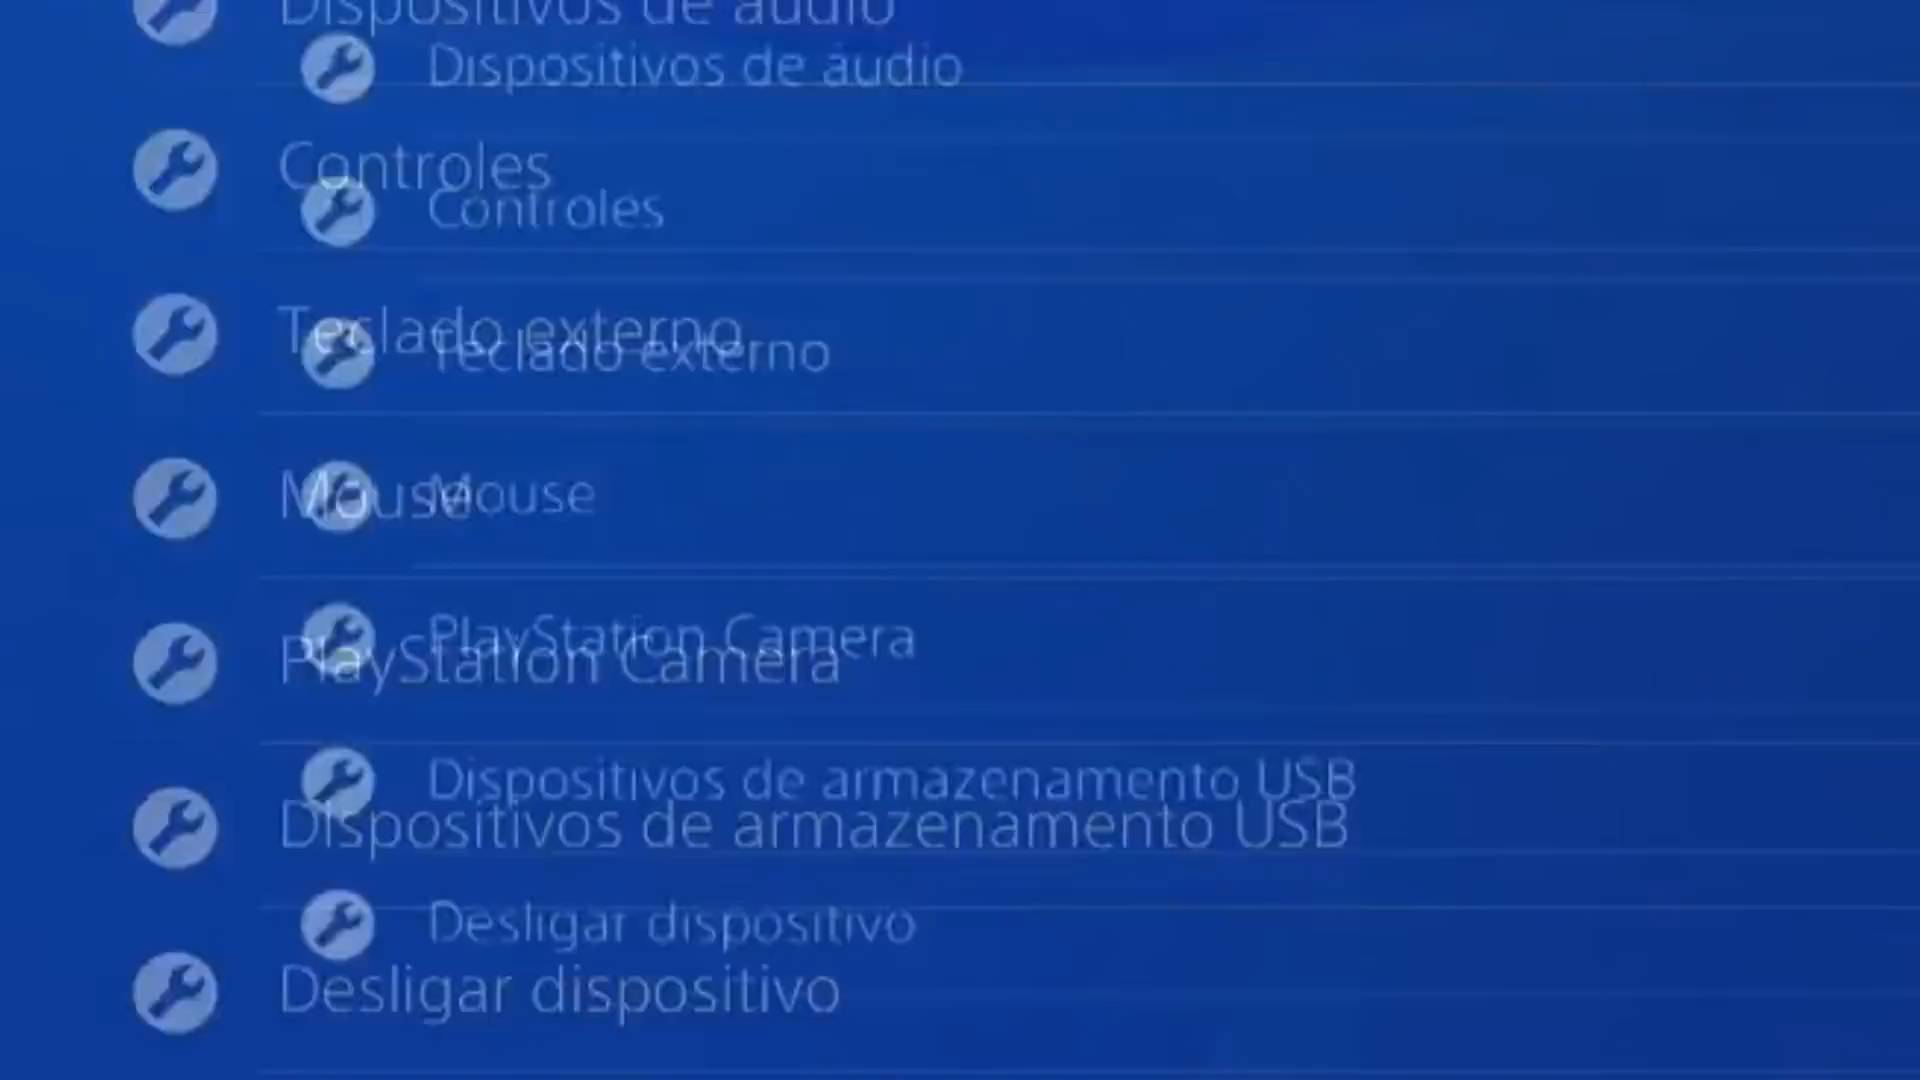 Dispositivos de áudio
Dispositivos de áudio
Controles
Controles
Teclado externo
Teclado externo
Mouse
Mouse
PlayStation Camera
PlayStation Camera
Dispositivos de armazenamento USB
Dispositivos de armazenamento USB
Desligar dispositivo
Desligar dispositivo